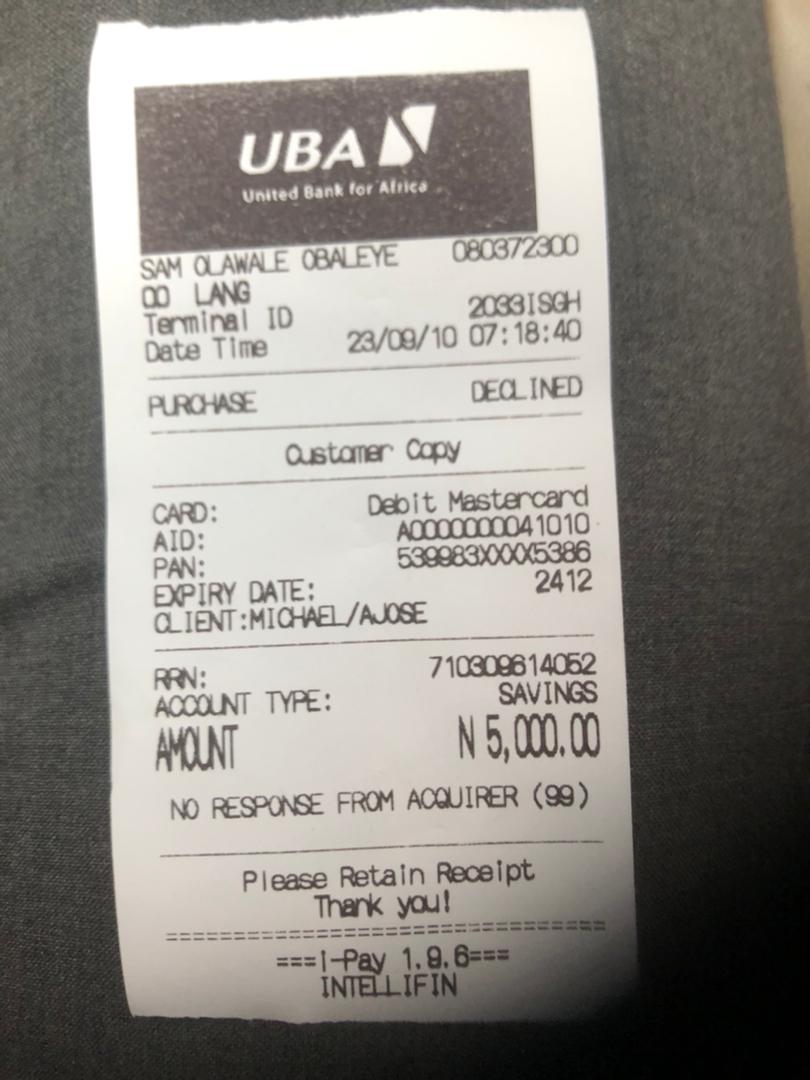 UBA
United Bank for Africa
SAM OLAWALE OBALEYE 080372300
OO LANG
Terminal ID 2033ISGH
Date Time 23/09/10 07:18:40
PURCHASE DECLINED
Customer Copy
CARD: Debit Mastercard
AID: A0000000041010
PAN: 539983XXXX5386
EXPIRY DATE: 2412
CLIENT:MICHAEL/AJOSE
RRN: 710309614052
ACCOUNT TYPE: SAVINGS
AMOUNT N 5,000.00
NO RESPONSE FROM ACQUIRER (99)
Please Retain Receipt
Thank you!
===============================
===I-Pay 1.9.6===
INTELLIFIN